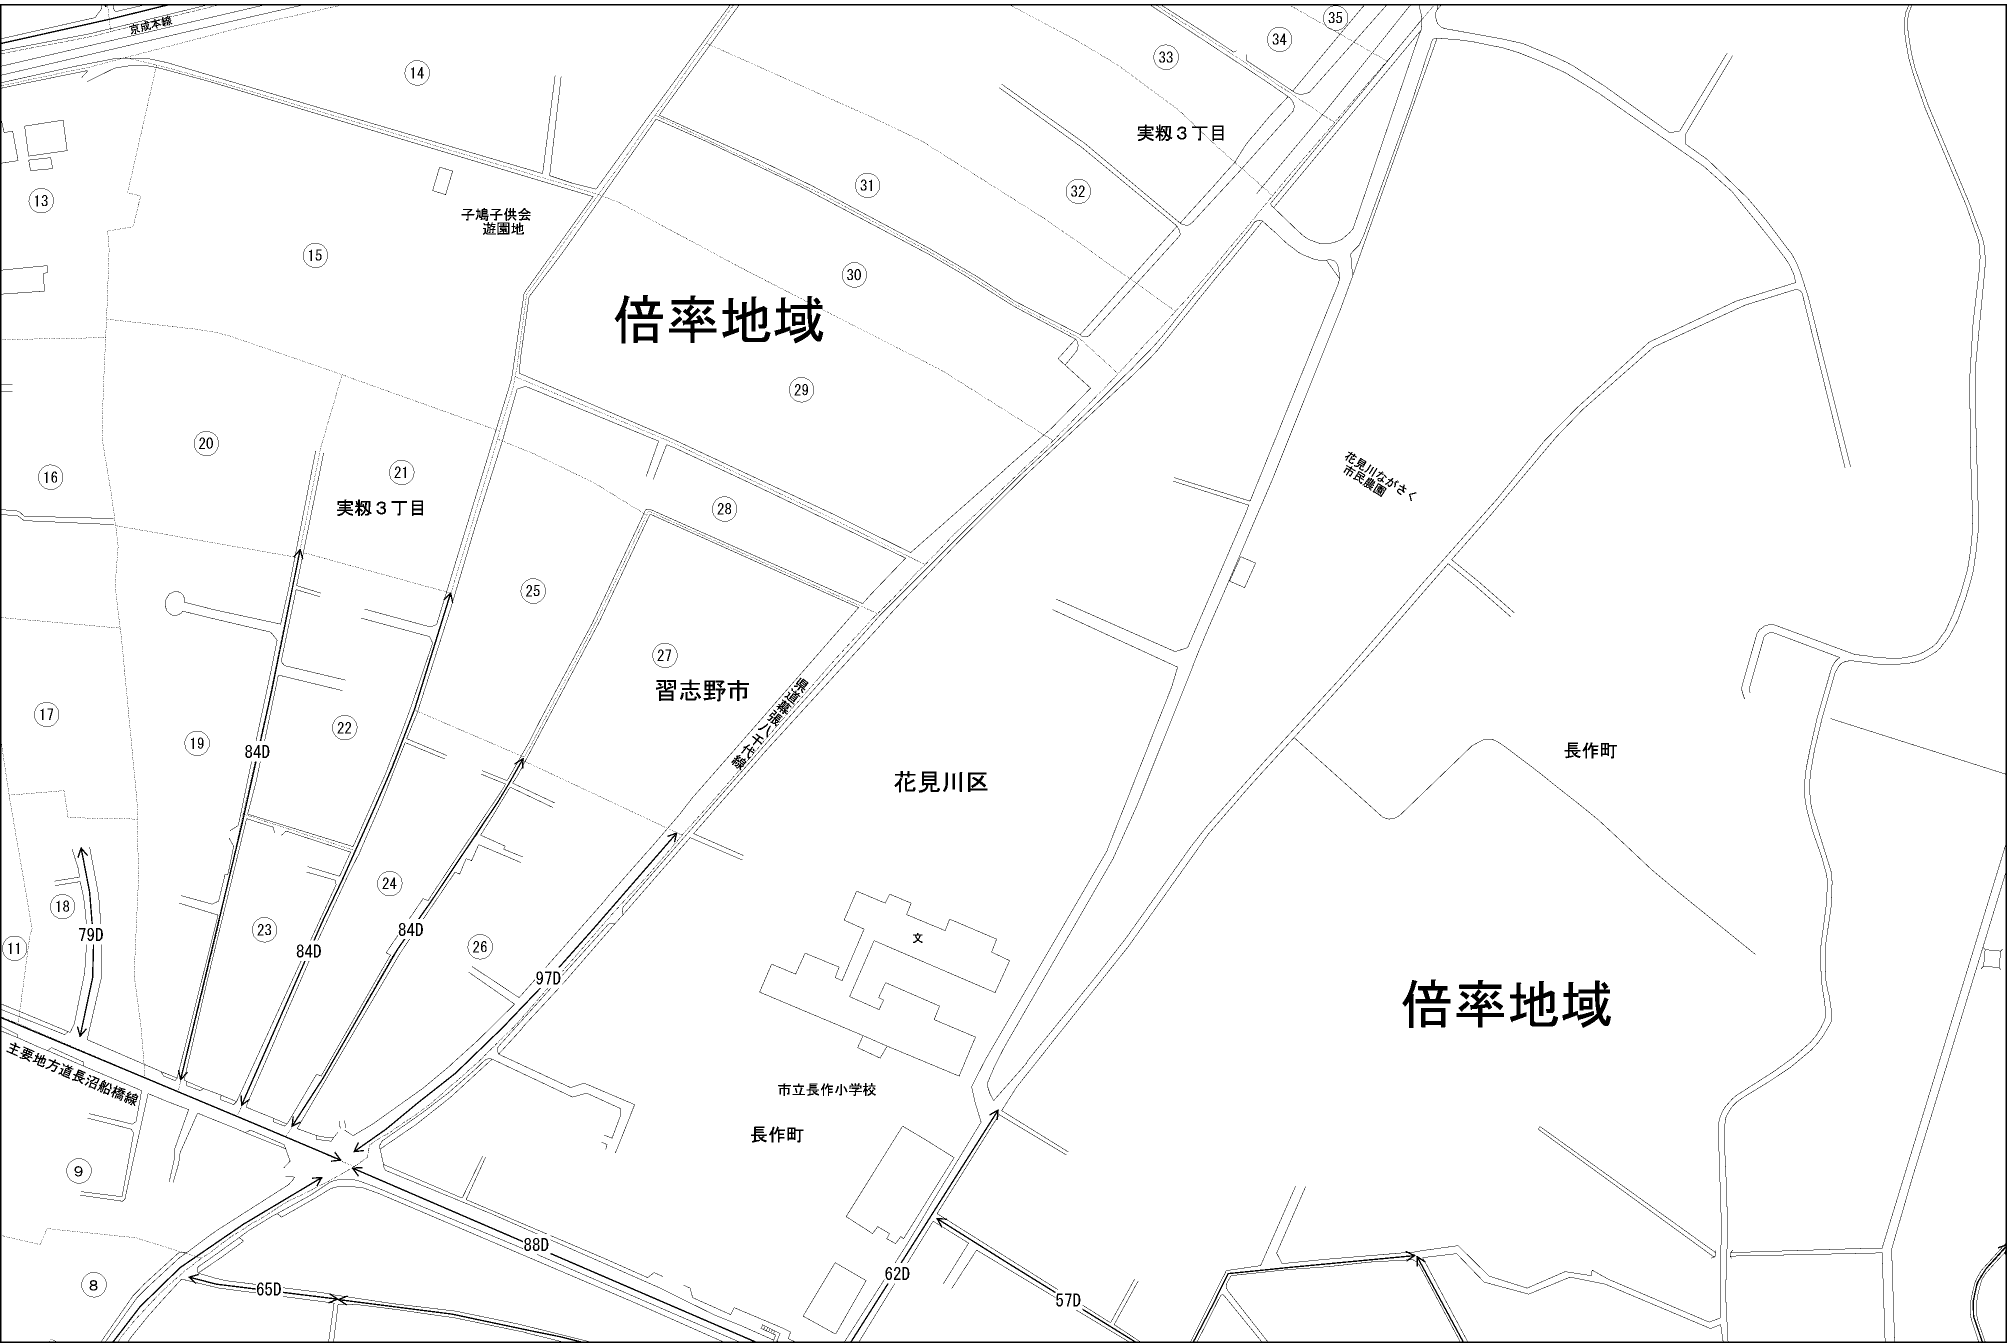 京成本線
35
34
14
33
実籾３丁目
13
31
32
子鳩子供会
遊園地
15
30
倍率地域
29
20
16
21
花見川ながさく
市民農園
実籾３丁目
28
25
27
習志野市
県道幕張八千代線
17
22
19
84D
長作町
花見川区
24
18
79D
23
84D
84D
26
11
文
97D
倍率地域
主要地方道長沼船橋線
市立長作小学校
長作町
9
88D
62D
8
65D
57D